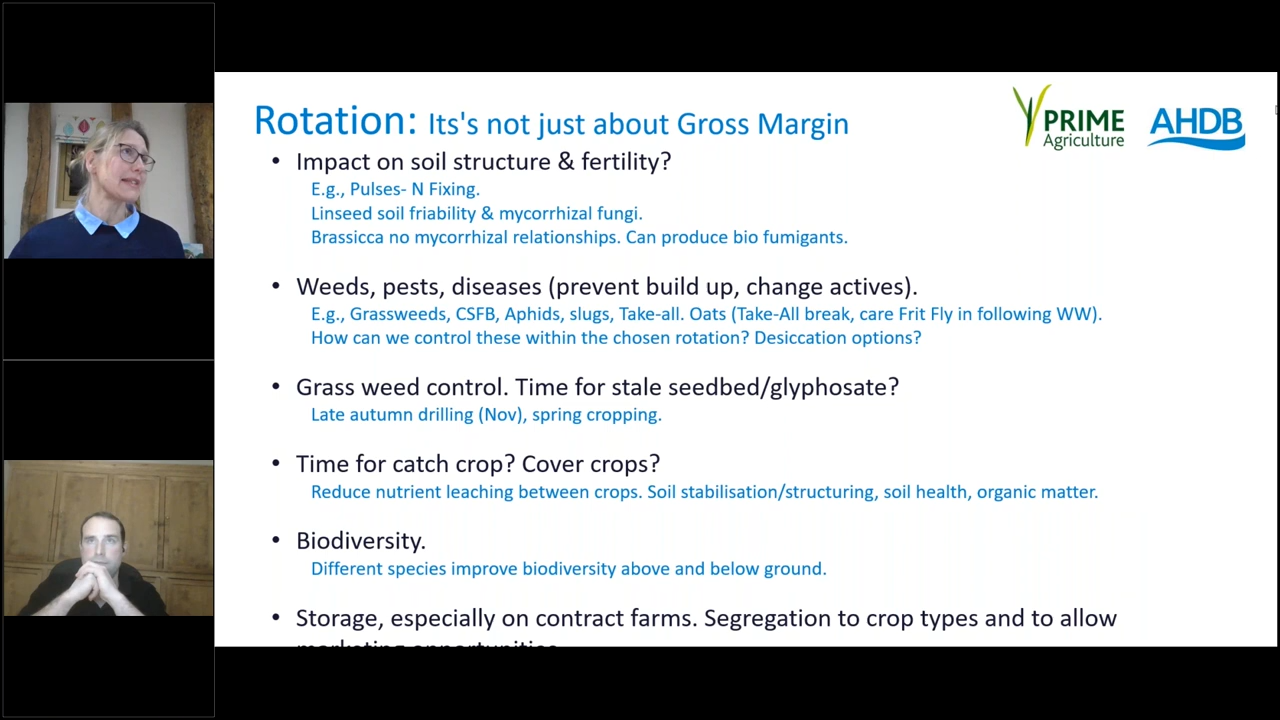 Rotation: Its's not just about Gross Margin
PRIME
Agriculture
AHDB
• Impact on soil structure & fertility?
E.g., Pulses- N Fixing.
Linseed soil friability & mycorrhizal fungi.
Brassicca no mycorrhizal relationships. Can produce bio fumigants.
• Weeds, pests, diseases (prevent build up, change actives).
E.g., Grassweeds, CSFB, Aphids, slugs, Take-all. Oats (Take-All break, care Frit Fly in following WW).
How can we control these within the chosen rotation? Desiccation options?
• Grass weed control. Time for stale seedbed/glyphosate?
Late autumn drilling (Nov), spring cropping.
• Time for catch crop? Cover crops?
Reduce nutrient leaching between crops. Soil stabilisation/structuring, soil health, organic matter.
• Biodiversity.
Different species improve biodiversity above and below ground.
• Storage, especially on contract farms. Segregation to crop types and to allow
marketing opportunities